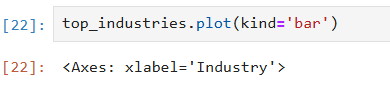 [22]: top_industries.plot(kind='bar')
[22]: <Axes: xlabel='Industry'>